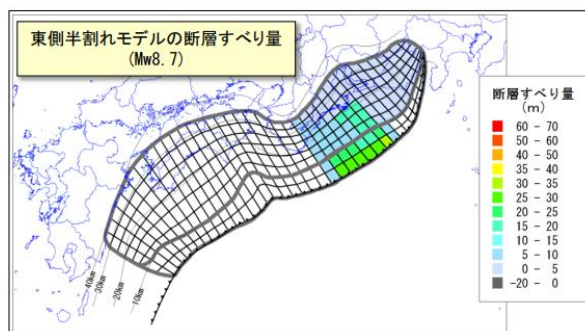 東側半割れモデルの断層すべり量
(Mw8.7)
断層すべり量
(m)
60 - 70
50 - 60
40 - 50
35 - 40
30 - 35
25 - 30
20 - 25
15 - 20
10 - 15
5 - 10
0 - 5
-20 - 0
40km
30km
20km
10km